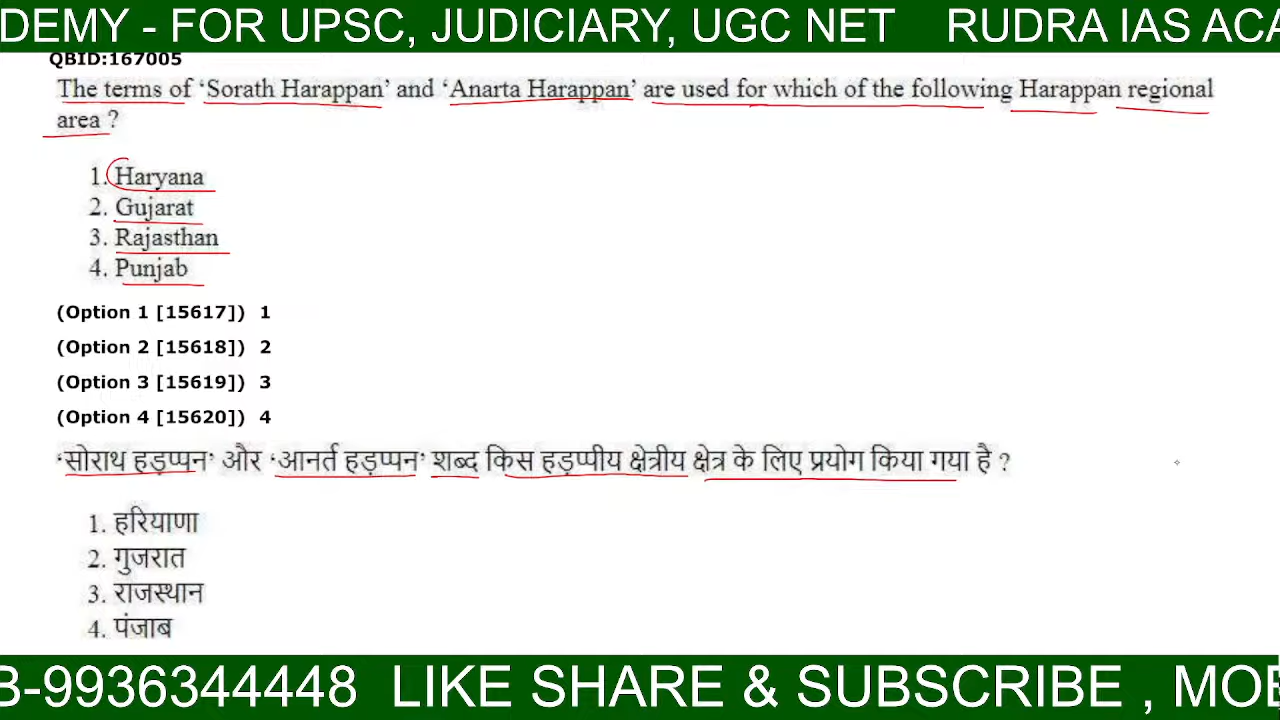 DEMY - FOR UPSC, JUDICIARY, UGC NET RUDRA IAS ACA
QBID:167005
The terms of ‘Sorath Harappan’ and ‘Anarta Harappan’ are used for which of the following Harappan regional
area ?
1. Haryana
2. Gujarat
3. Rajasthan
4. Punjab
(Option 1 [15617]) 1
(Option 2 [15618]) 2
(Option 3 [15619]) 3
(Option 4 [15620]) 4
‘सोराथ हड़प्पन’ और ‘आनर्त हड़प्पन’ शब्द किस हड़प्पीय क्षेत्रीय क्षेत्र के लिए प्रयोग किया गया है ?
1. हरियाणा
2. गुजरात
3. राजस्थान
4. पंजाब
B-9936344448 LIKE SHARE & SUBSCRIBE , MOB